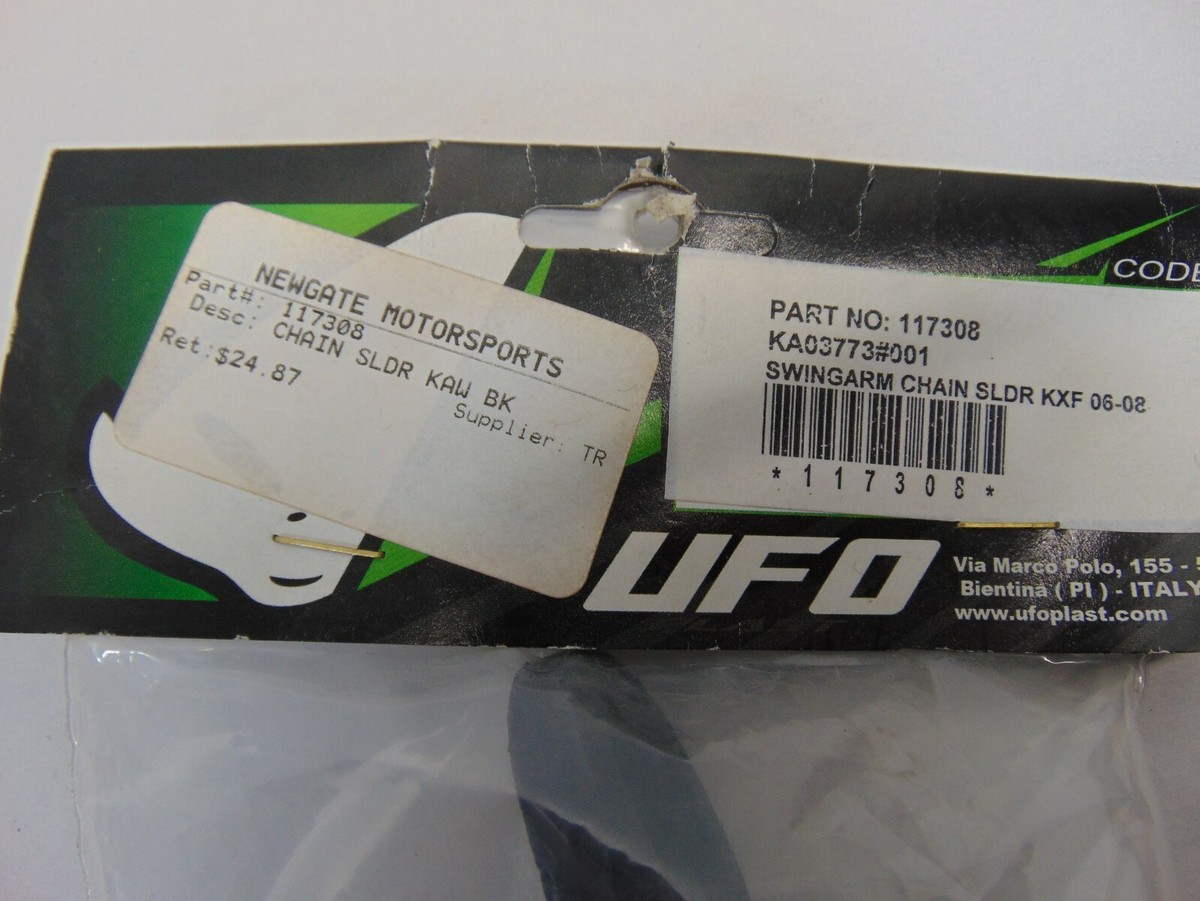 NEWGATE MOTORSPORTS
Part#: 117308
Desc: CHAIN SLDR KAW BK
Ret:$24.87
Supplier: TR
CODE
PART NO: 117308
KA03773#001
SWINGARM CHAIN SLDR KXF 06-08
*117308*
UFO
Via Marco Polo, 155 -
Bientina ( PI ) - ITALY
www.ufoplast.com